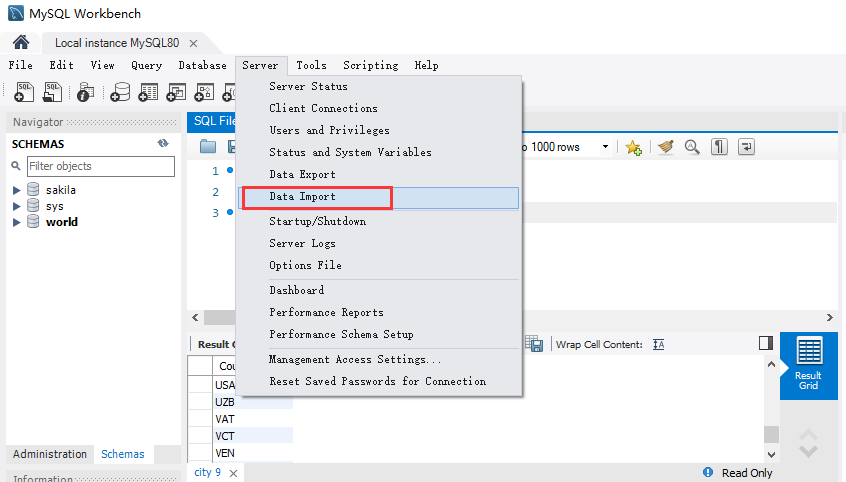 MySQL Workbench
Local instance MySQL80
File Edit View Query Database Server Tools Scripting Help
Server Status
Client Connections
Users and Privileges
Status and System Variables
Data Export
Data Import
Startup/Shutdown
Server Logs
Options File
Dashboard
Performance Reports
Performance Schema Setup
Management Access Settings...
Reset Saved Passwords for Connection
Navigator
SCHEMAS
Filter objects
sakila
sys
world
Administration Schemas
Information
SQL File
1000 rows
1
2
3
Wrap Cell Contents: IA
Result
USA
UZB
VAT
VCT
VEN
Result
Grid
city 9
Read Only